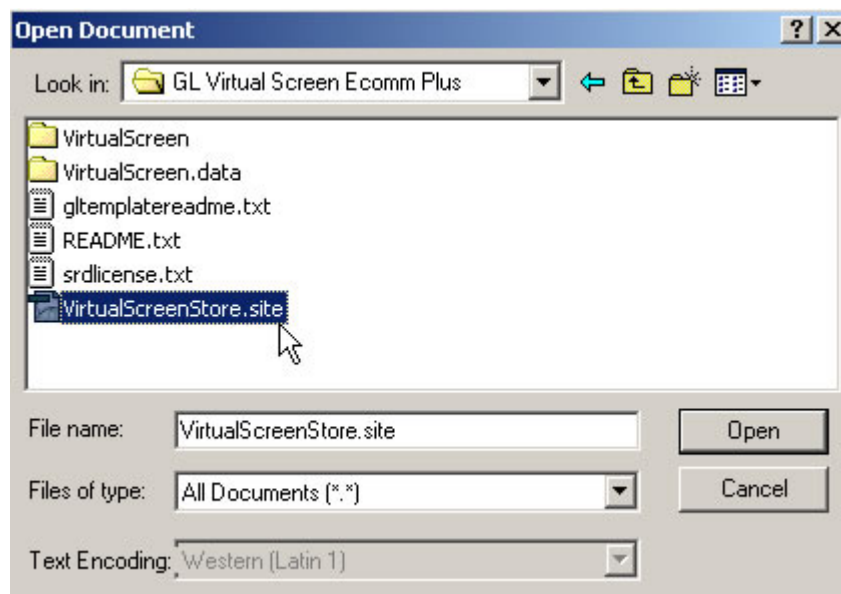 Open Document
Look in: GL Virtual Screen Ecomm Plus
VirtualScreen
VirtualScreen.data
gltemplatereadme.txt
README.txt
srdlicense.txt
VirtualScreenStore.site
File name: VirtualScreenStore.site Open
Files of type: All Documents (*.*) Cancel
Text Encoding: Western (Latin 1)